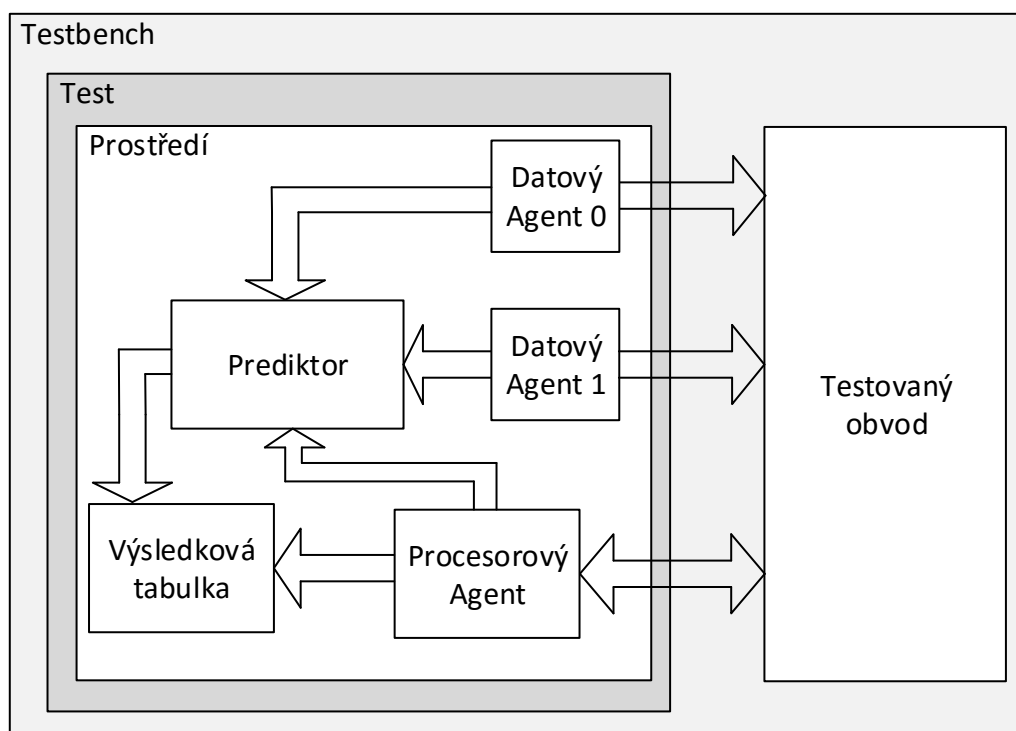 Testbench
Test
Prostředí
Datový
Agent 0
Prediktor
Datový
Agent 1
Testovaný
obvod
Výsledková
tabulka
Procesorový
Agent